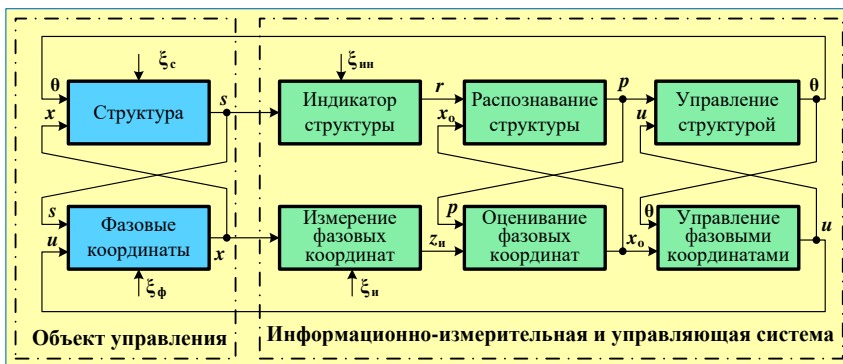 ξс
ξин
θ
x
Структура
s
Индикатор
структуры
r
xо
Распознавание
структуры
p
u
Управление
структурой
θ
s
u
Фазовые
координаты
x
Измерение
фазовых
координат
zи
p
Оценивание
фазовых
координат
xо
θ
Управление
фазовыми
координатами
u
ξф
ξи
Объект управления
Информационно-измерительная и управляющая система